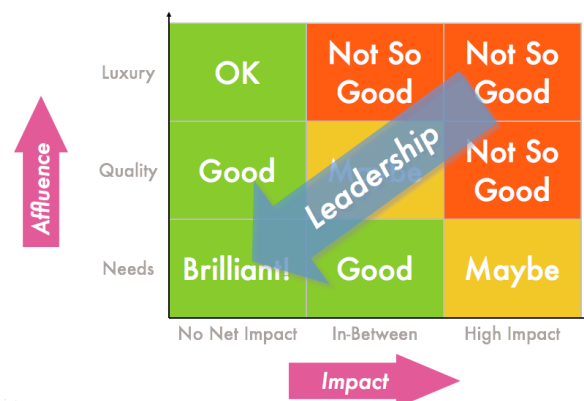 Luxury
OK
Not So
Good
Not So
Good
Affluence
Quality
Good
Maybe
Leadership
Not So
Good
Needs
Brilliant!
Good
Maybe
No Net Impact
In-Between
High Impact
Impact